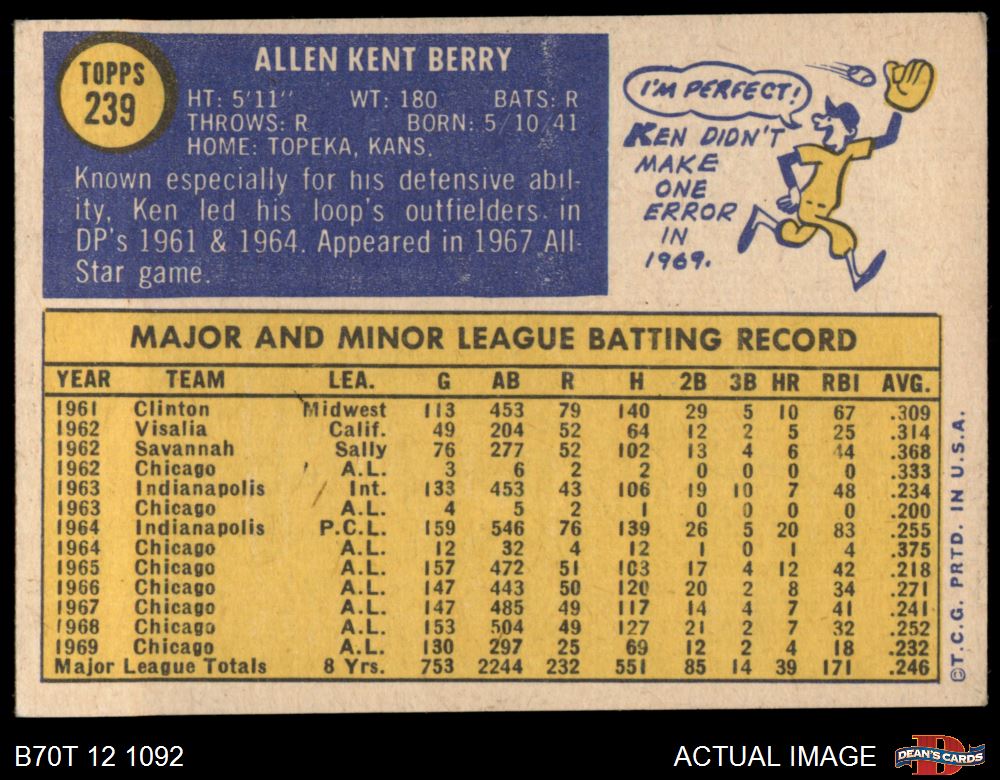 TOPPS
239
ALLEN KENT BERRY
HT: 5'11" WT: 180 BATS: R
THROWS: R BORN: 5/10/41
HOME: TOPEKA, KANS.
Known especially for his defensive abil-
ity, Ken led his loop's outfielders in
DP's 1961 & 1964. Appeared in 1967 All-
Star game.
I'M PERFECT!
KEN DIDN'T
MAKE
ONE
ERROR
IN
1969.
MAJOR AND MINOR LEAGUE BATTING RECORD
YEAR TEAM LEA. G AB R H 2B 3B HR RBI AVG.
1961 Clinton Midwest 113 453 79 140 29 5 10 67 .309
1962 Visalia Calif. 49 204 52 64 12 2 5 25 .314
1962 Savannah Sally 76 277 52 102 13 4 6 44 .368
1962 Chicago A.L. 3 6 2 2 0 0 0 0 .333
1963 Indianapolis Int. 133 453 43 106 19 10 7 48 .234
1963 Chicago A.L. 4 5 2 1 0 0 0 0 .200
1964 Indianapolis P.C.L. 159 546 76 139 26 5 20 83 .255
1964 Chicago A.L. 12 32 4 12 1 0 1 4 .375
1965 Chicago A.L. 157 472 51 103 17 4 12 42 .218
1966 Chicago A.L. 147 443 50 120 20 2 8 34 .271
1967 Chicago A.L. 147 485 49 117 14 4 7 41 .241
1968 Chicago A.L. 153 504 49 127 21 2 7 32 .252
1969 Chicago A.L. 130 297 25 69 12 2 4 18 .232
Major League Totals 8 Yrs. 753 2244 232 551 85 14 39 171 .246
©T.C.G. PRTD. IN U.S.A.
B70T 12 1092
ACTUAL IMAGE
D
DEAN'S CARDS